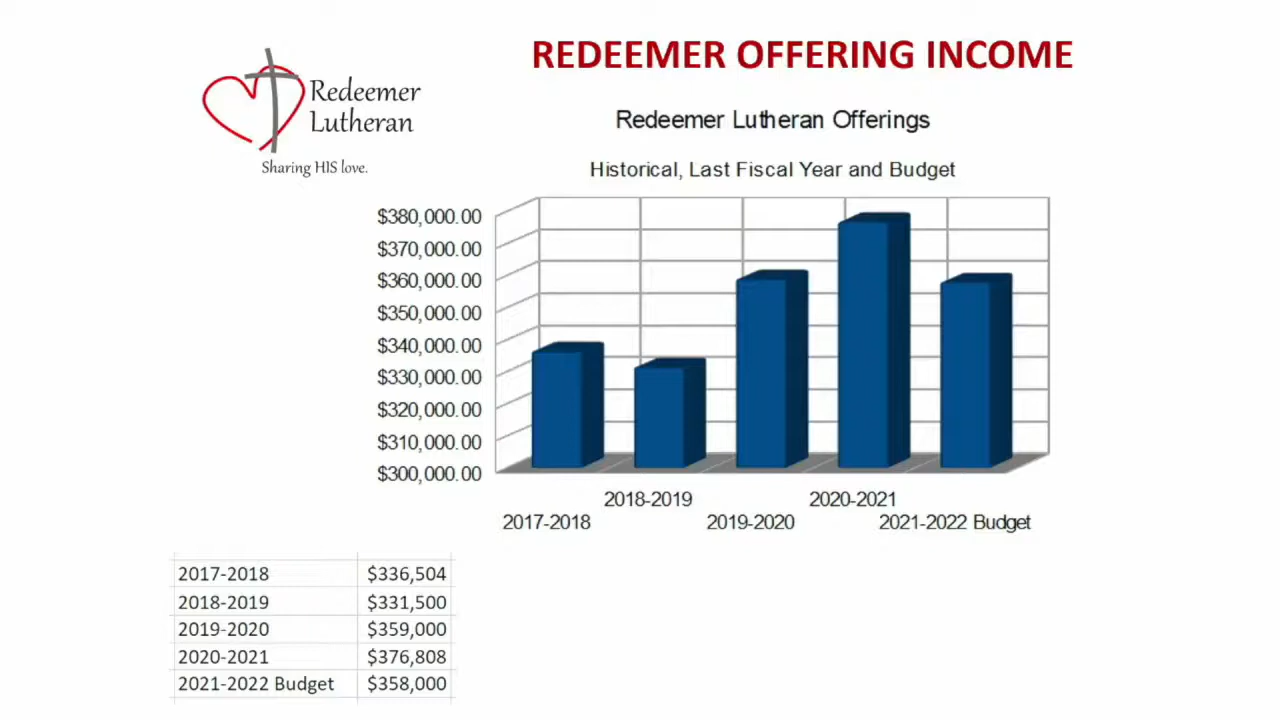 REDEEMER OFFERING INCOME
Redeemer
Lutheran
Sharing HIS love.
Redeemer Lutheran Offerings
Historical, Last Fiscal Year and Budget
$380,000.00
$370,000.00
$360,000.00
$350,000.00
$340,000.00
$330,000.00
$320,000.00
$310,000.00
$300,000.00
2018-2019 2020-2021
2017-2018 2019-2020 2021-2022 Budget
2017-2018 $336,504
2018-2019 $331,500
2019-2020 $359,000
2020-2021 $376,808
2021-2022 Budget $358,000